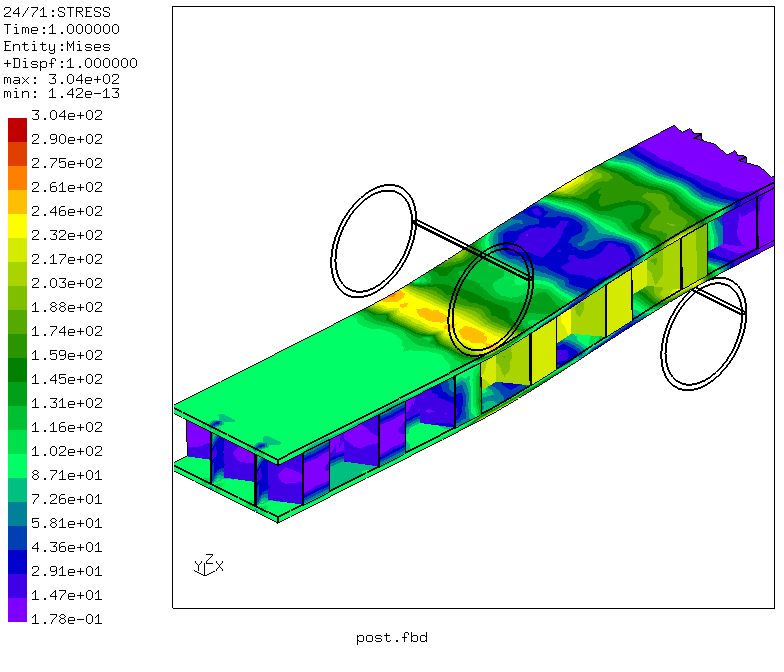 24/71:STRESS
Time:1.000000
Entity:Mises
+Dispf:1.000000
max: 3.04e+02
min: 1.42e-13
3.04e+02
2.90e+02
2.75e+02
2.61e+02
2.46e+02
2.32e+02
2.17e+02
2.03e+02
1.88e+02
1.74e+02
1.59e+02
1.45e+02
1.31e+02
1.16e+02
1.02e+02
8.71e+01
7.26e+01
5.81e+01
4.36e+01
2.91e+01
1.47e+01
1.78e-01
Z
Y X
post.fbd